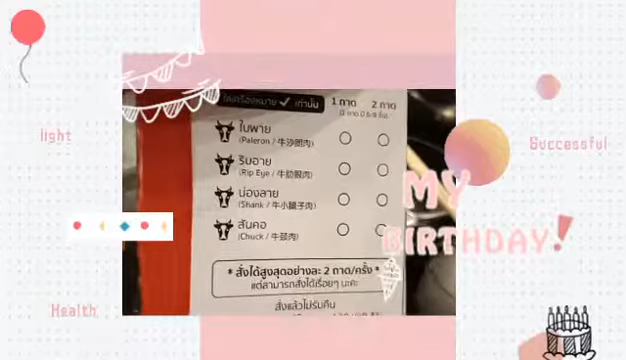 ใส่เครื่องหมาย ✓ เท่านั้น
1 ถาด 2 ถาด
ใบพาย
(Paleron / 牛沙朗肉)
ริบอาย
(Rip Eye / 牛肋眼肉)
น่องลาย
(Shank / 牛小腿子肉)
สันคอ
(Chuck / 牛頸肉)
* สั่งได้สูงสุดอย่างละ 2 ถาด/ครั้ง *
แต่สามารถสั่งได้เรื่อยๆ นะคะ
สั่งแล้วไม่รับคืน
light
Successful
MY
BIRTHDAY!
Health